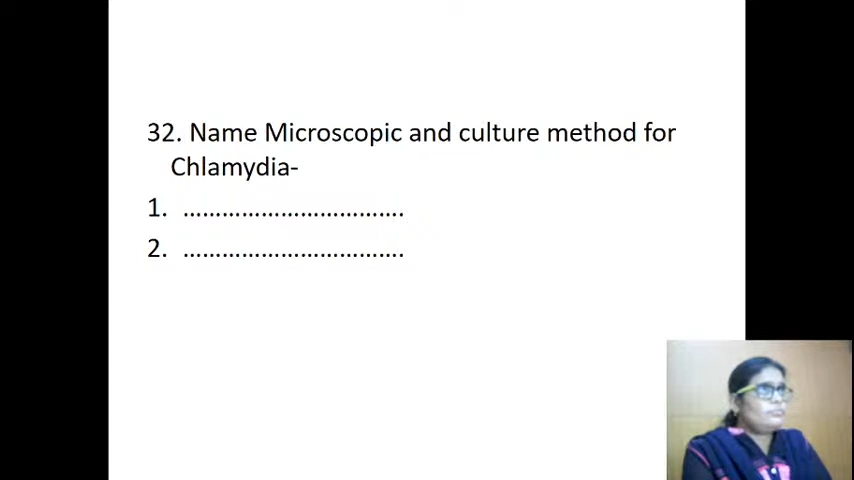 32. Name Microscopic and culture method for
Chlamydia-
1. ……………………………….
2. ……………………………….